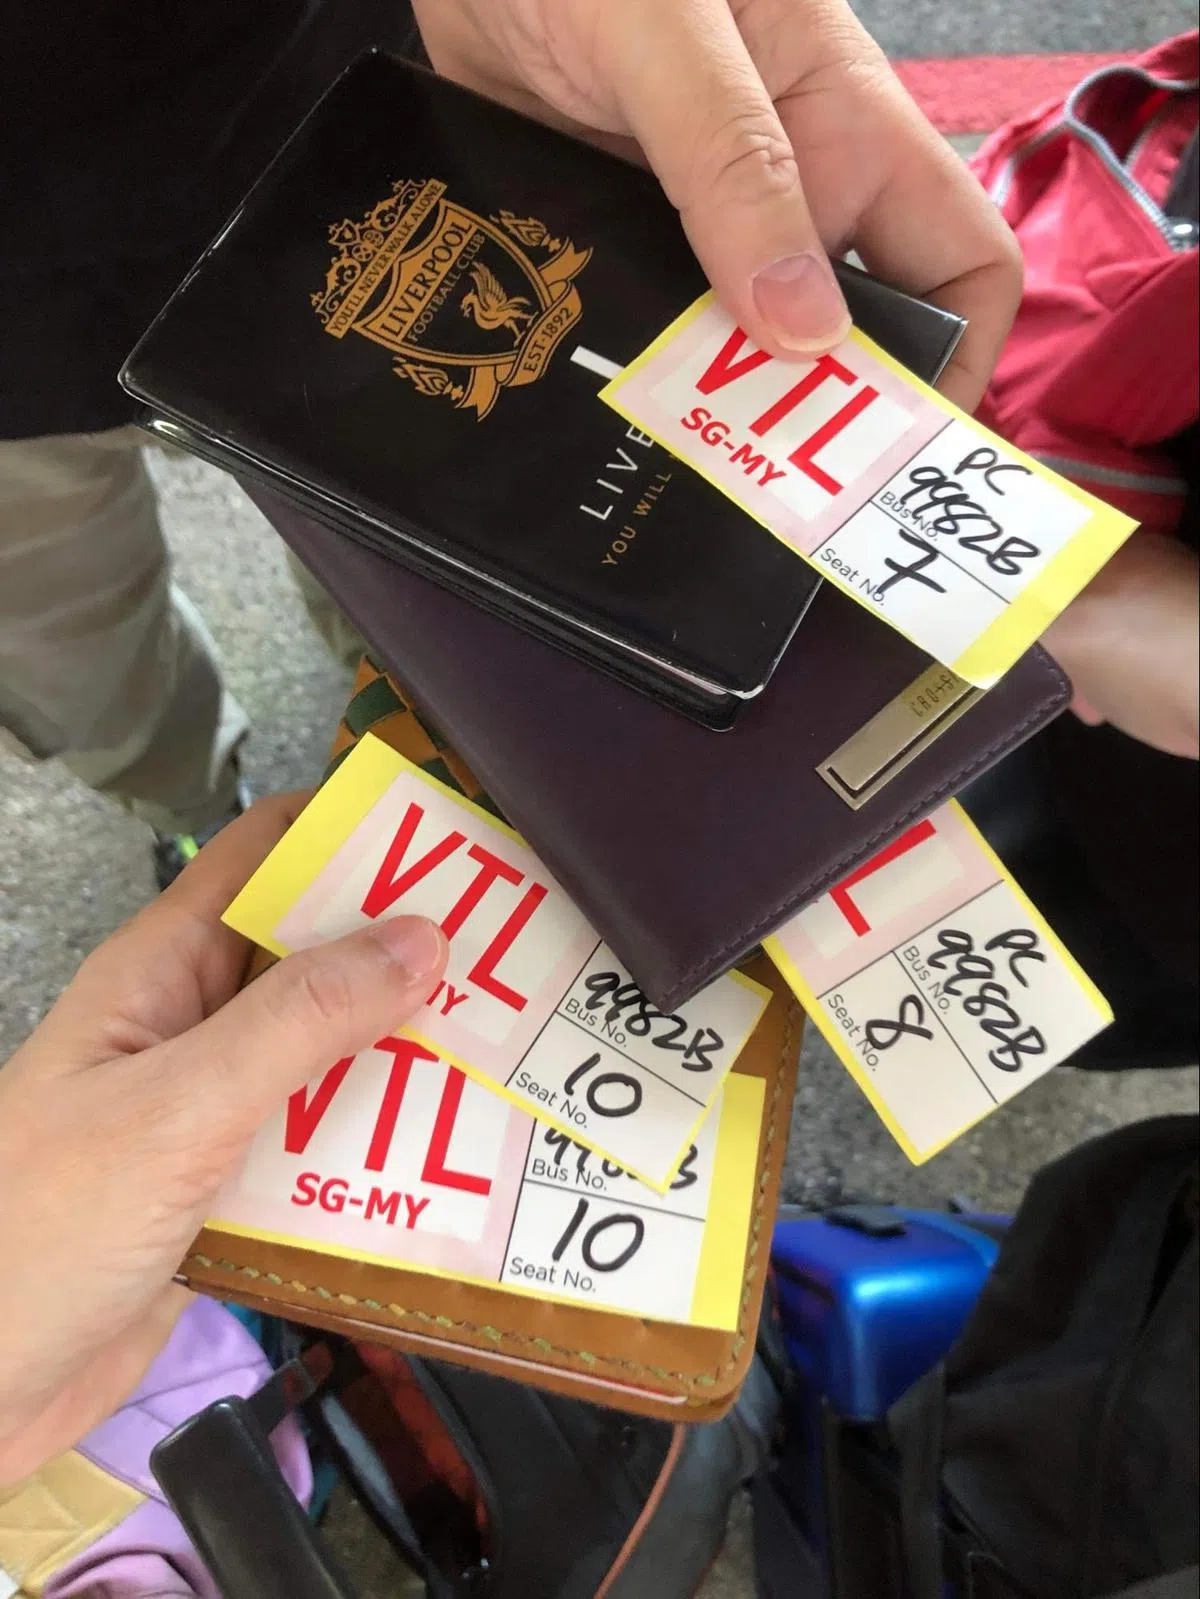 YOU'LL NEVER WALK ALONE
LIVERPOOL
FOOTBALL CLUB
EST·1892
LIVE
YOU WILL
VTL
SG-MY
PC
9982B
Bus No.
7
Seat No.
VTL
MY
9982B
Bus No.
10
Seat No.
L
PC
9982B
Bus No.
8
Seat No.
VTL
SG-MY
Bus No.
10
Seat No.